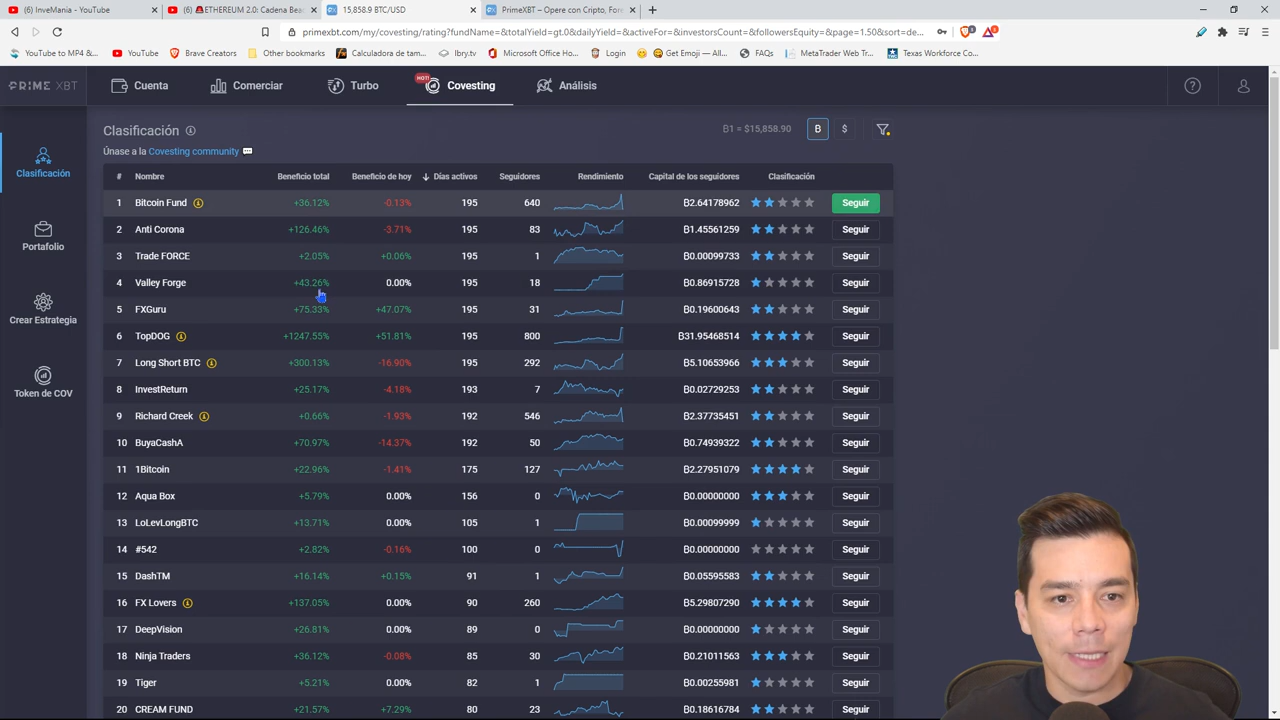 InveMania - YouTube
🚨ETHEREUM 2.0: Cadena Bea
15,858.9 BTC/USD
PrimeXBT – Opere con Cripto, For
primexbt.com/my/covesting/rating?fundName=&totalYield=gt.0&dailyYield=&activeFor=&investorsCount=&followersEquity=&page=1.50&sort=de...
YouTube to MP4 &...
YouTube
Brave Creators
Other...
Calculadora de tam...
lbry.tv
Microsoft Office Ho...
Login
Get Emoji — All...
FAQs
MetaTrader Web Tr...
Texas Workforce Co...
PRIME XBT
Cuenta
Comerciar
Turbo
HOT!
Covesting
Análisis
Clasificación
Portafolio
Crear Estrategia
Token de COV
Clasificación
B1 = $15,858.90
B
$
Únase a la Covesting community
# Nombre Beneficio total Beneficio de hoy Días activos Seguidores Rendimiento Capital de los seguidores Clasificación
1 Bitcoin Fund +36.12% -0.13% 195 640 B2.64178962 Seguir
2 Anti Corona +126.46% -3.71% 195 83 B1.45561259 Seguir
3 Trade FORCE +2.05% +0.06% 195 1 B0.00099733 Seguir
4 Valley Forge +43.26% 0.00% 195 18 B0.86915728 Seguir
5 FXGuru +75.33% +47.07% 195 31 B0.19600643 Seguir
6 TopDOG +1247.55% +51.81% 195 800 B31.95468514 Seguir
7 Long Short BTC +300.13% -16.90% 195 292 B5.10653966 Seguir
8 InvestReturn +25.17% -4.18% 193 7 B0.02729253 Seguir
9 Richard Creek +0.66% -1.93% 192 546 B2.37735451 Seguir
10 BuyaCashA +70.97% -14.37% 192 50 B0.74939322 Seguir
11 1Bitcoin +22.96% -1.41% 175 127 B2.27951079 Seguir
12 Aqua Box +5.79% 0.00% 156 0 B0.00000000 Seguir
13 LoLevLongBTC +13.71% 0.00% 105 1 B0.00099999 Seguir
14 #542 +2.82% -0.16% 100 0 B0.00000000 Seguir
15 DashTM +16.14% +0.15% 91 1 B0.05595583 Seguir
16 FX Lovers +137.05% 0.00% 90 260 B5.29807290 Seguir
17 DeepVision +26.81% 0.00% 89 0 B0.00000000 Seguir
18 Ninja Traders +36.12% -0.08% 85 30 B0.21011563 Seguir
19 Tiger +5.21% 0.00% 82 1 B0.00255981 Seguir
20 CREAM FUND +21.57% +7.29% 80 23 B0.18616784 Seguir